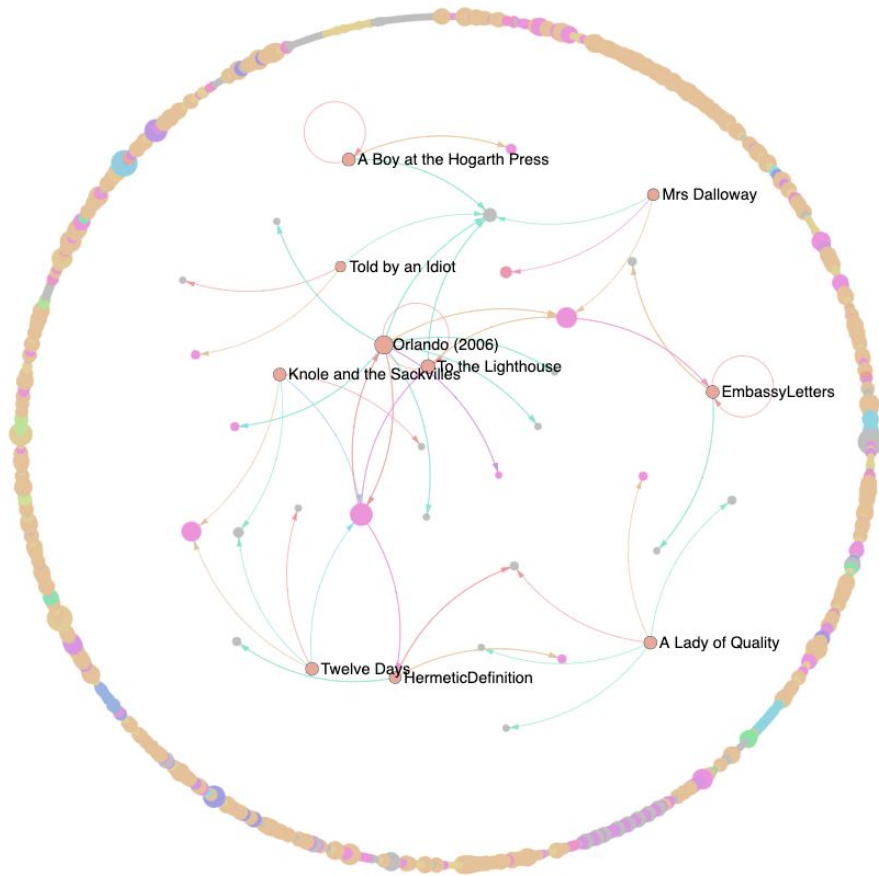 A Boy at the Hogarth Press
Mrs Dalloway
Told by an Idiot
Orlando (2006)
To the Lighthouse
Knole and the Sackvilles
EmbassyLetters
A Lady of Quality
Twelve Days
HermeticDefinition